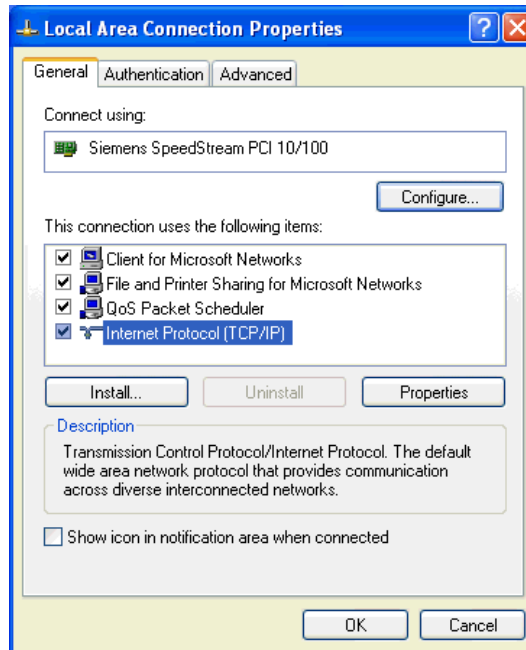 Local Area Connection Properties
General Authentication Advanced
Connect using:
Siemens SpeedStream PCI 10/100
Configure...
This connection uses the following items:
Client for Microsoft Networks
File and Printer Sharing for Microsoft Networks
QoS Packet Scheduler
Internet Protocol (TCP/IP)
Install... Uninstall Properties
Description
Transmission Control Protocol/Internet Protocol. The default
wide area network protocol that provides communication
across diverse interconnected networks.
Show icon in notification area when connected
OK Cancel